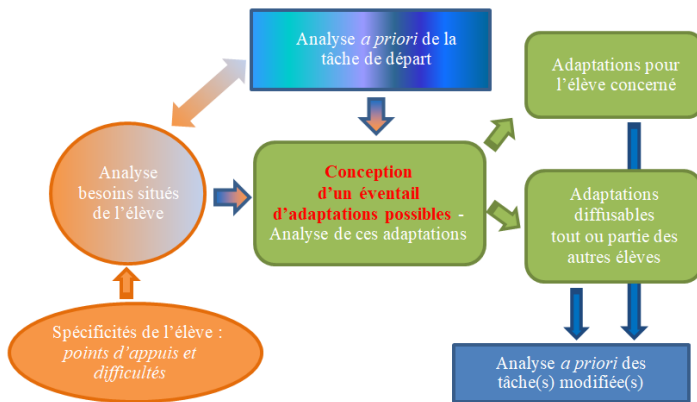 Analyse a priori de la
tâche de départ
Adaptations pour
l'élève concerné
Analyse
besoins situés
de l'élève
Conception
d'un éventail
d'adaptations possibles -
Analyse de ces adaptations
Adaptations
diffusables
tout ou partie des
autres élèves
Spécificités de l'élève :
points d'appuis et
difficultés
Analyse a priori des
tâche(s) modifiée(s)